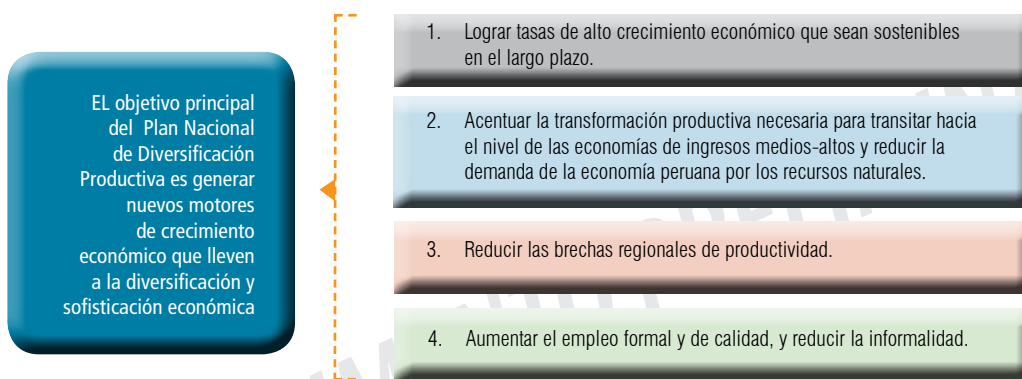 EL objetivo principal
del Plan Nacional
de Diversificación
Productiva es generar
nuevos motores
de crecimiento
económico que lleven
a la diversificación y
sofisticación económica
1. Lograr tasas de alto crecimiento económico que sean sostenibles
en el largo plazo.
2. Acentuar la transformación productiva necesaria para transitar hacia
el nivel de las economías de ingresos medios-altos y reducir la
demanda de la economía peruana por los recursos naturales.
3. Reducir las brechas regionales de productividad.
4. Aumentar el empleo formal y de calidad, y reducir la informalidad.